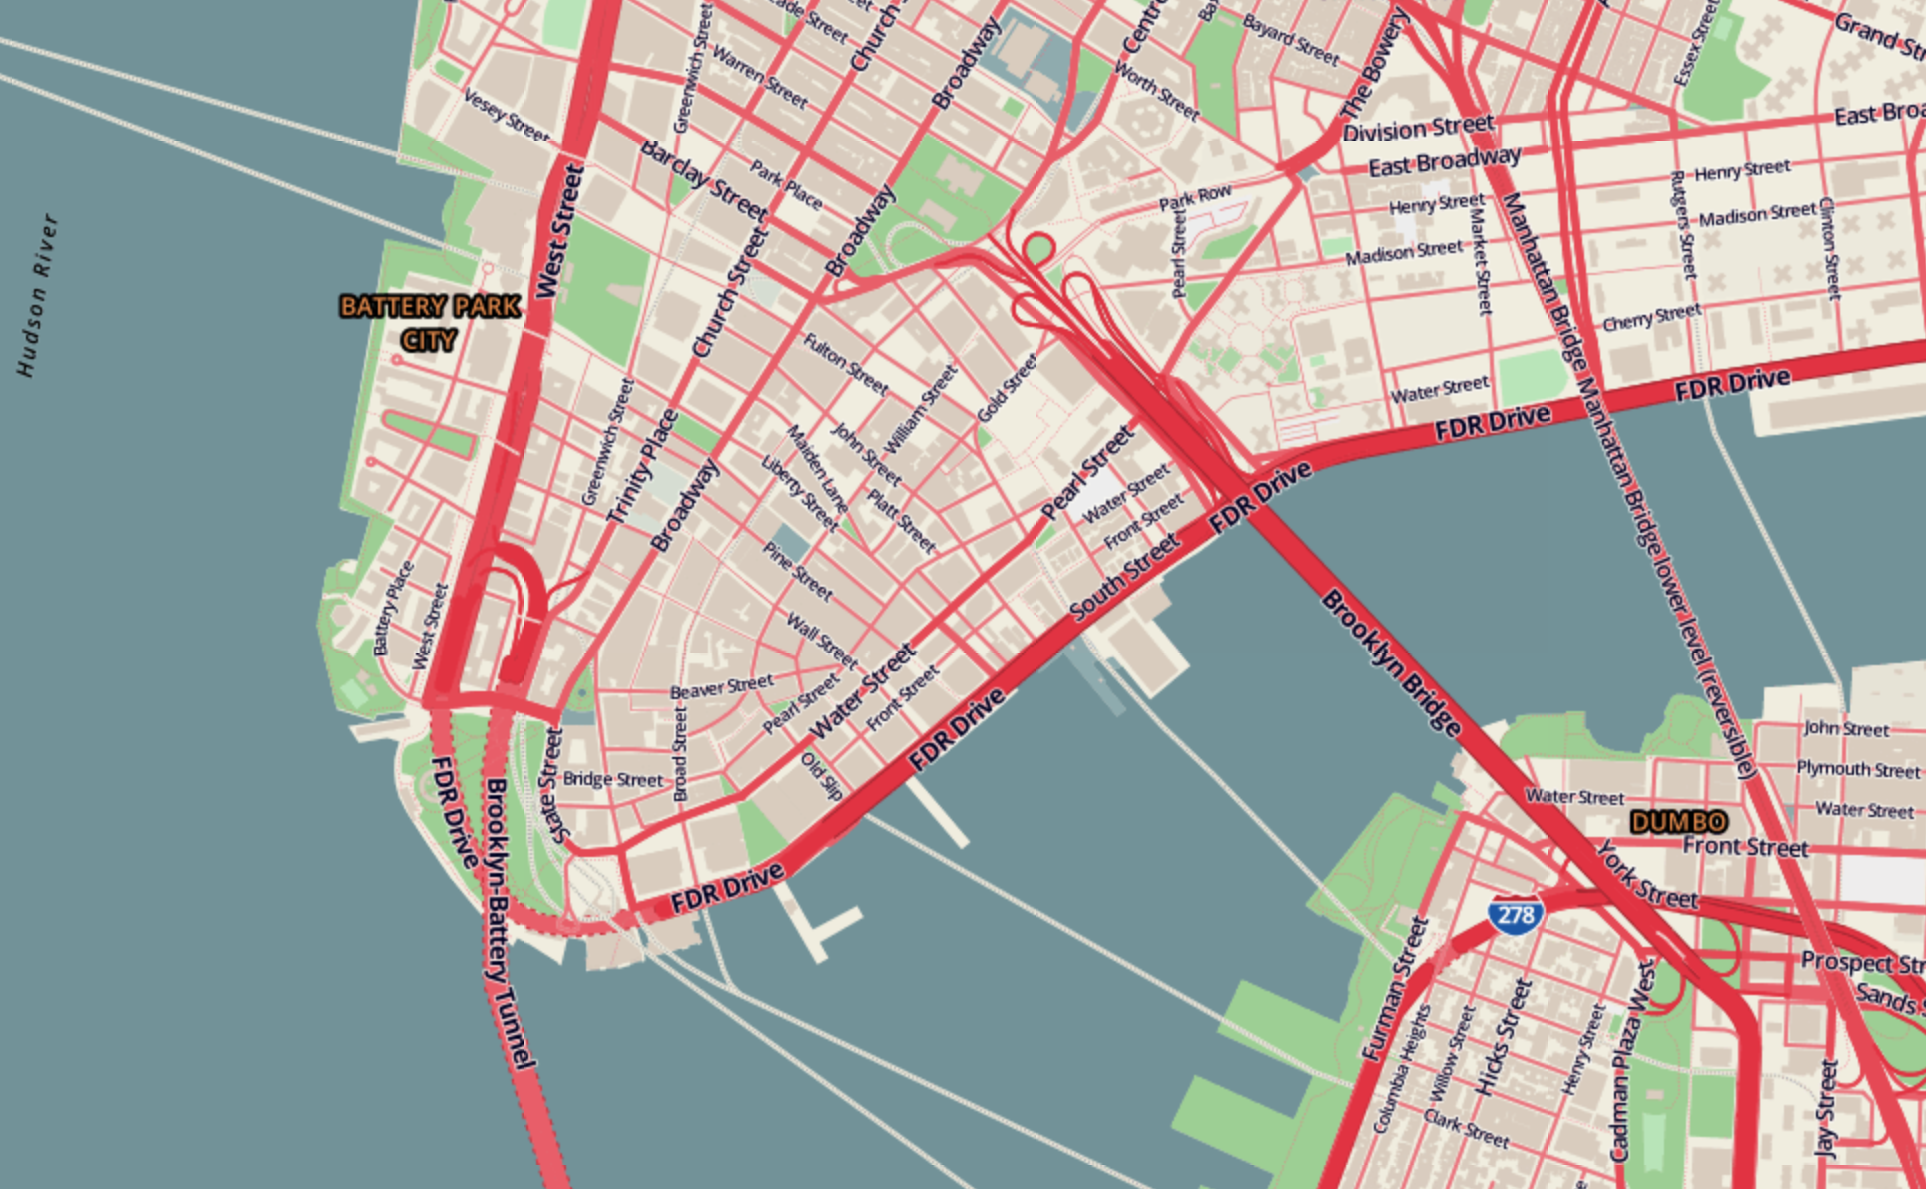 Church
Broadway
Centre
Bayard Street
Worth Street
The Bowery
Essex Street
Grand St
Greenwich Street
Warren Street
Vesey Street
Division Street
East Broa
East Broadway
Barclay Street
Park Place
Broadway
Park Row
Henry Street
Henry Street
Rutgers Street
Madison Street
Clinton Street
Hudson River
West Street
Pearl Street
Madison Street
Market Street
Manhattan Bridge
BATTERY PARK
CITY
Church Street
Cherry Street
Fulton Street
William Street
Gold Street
Water Street
FDR Drive
FDR Drive
Manhattan Bridge
Manhattan Bridge lower level (reversible)
Greenwich Street
Trinity Place
Broadway
Maiden Lane
John Street
Liberty Street
Platt Street
Pearl Street
Water Street
Front Street
FDR Drive
South Street
Pine Street
Battery Place
West Street
Wall Street
Beaver Street
Pearl Street
Water Street
Front Street
Brooklyn Bridge
Broad Street
FDR Drive
Bridge Street
State Street
Old Slip
FDR Drive
Brooklyn-Battery Tunnel
FDR Drive
John Street
Plymouth Street
Water Street
Water Street
DUMBO
Front Street
York Street
278
Prospect Str
Sands S
Furman Street
Columbia Heights
Willow Street
Hicks Street
Henry Street
Cadman Plaza West
Clark Street
Jay Street